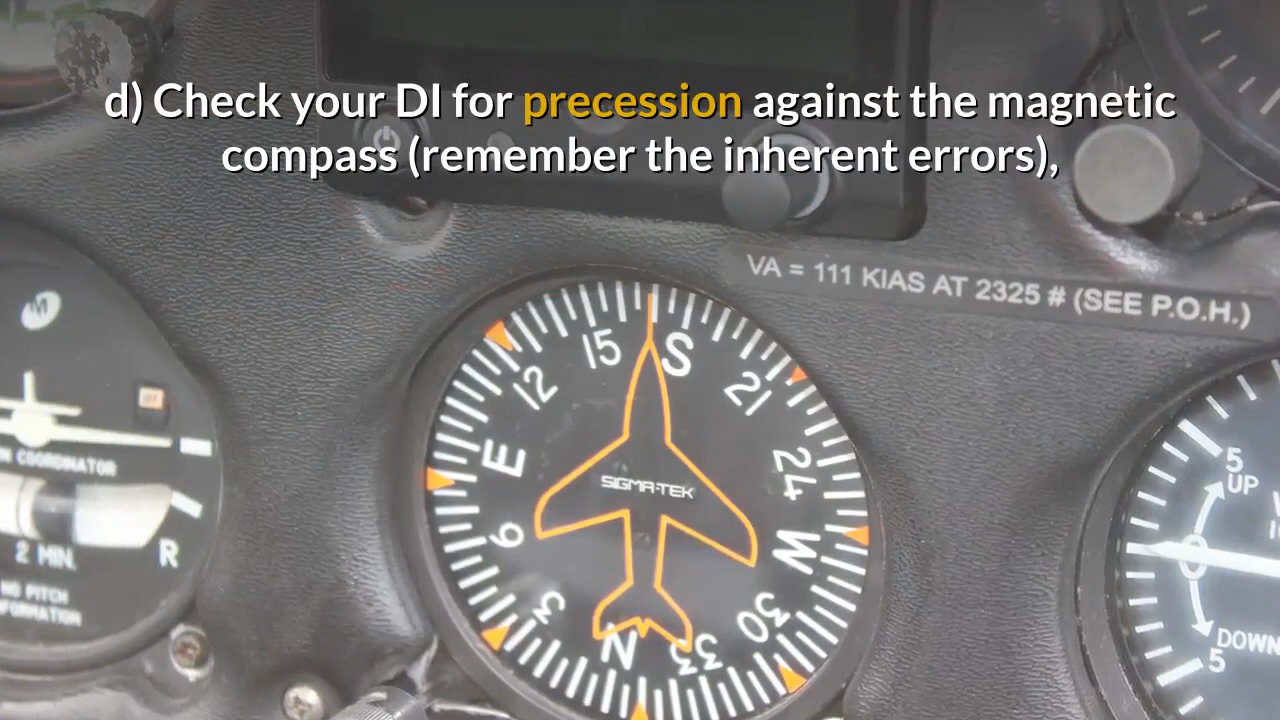 d) Check your DI for precession against the magnetic
compass (remember the inherent errors),
VA = 111 KIAS AT 2325 # (SEE P.O.H.)
15 S
12 21
E 24
SIGMA-TEK
6 W
3 30
N 33
COORDINATOR
2 MIN.
R
NO PITCH
INFORMATION
5
UP
0
DOWN
5